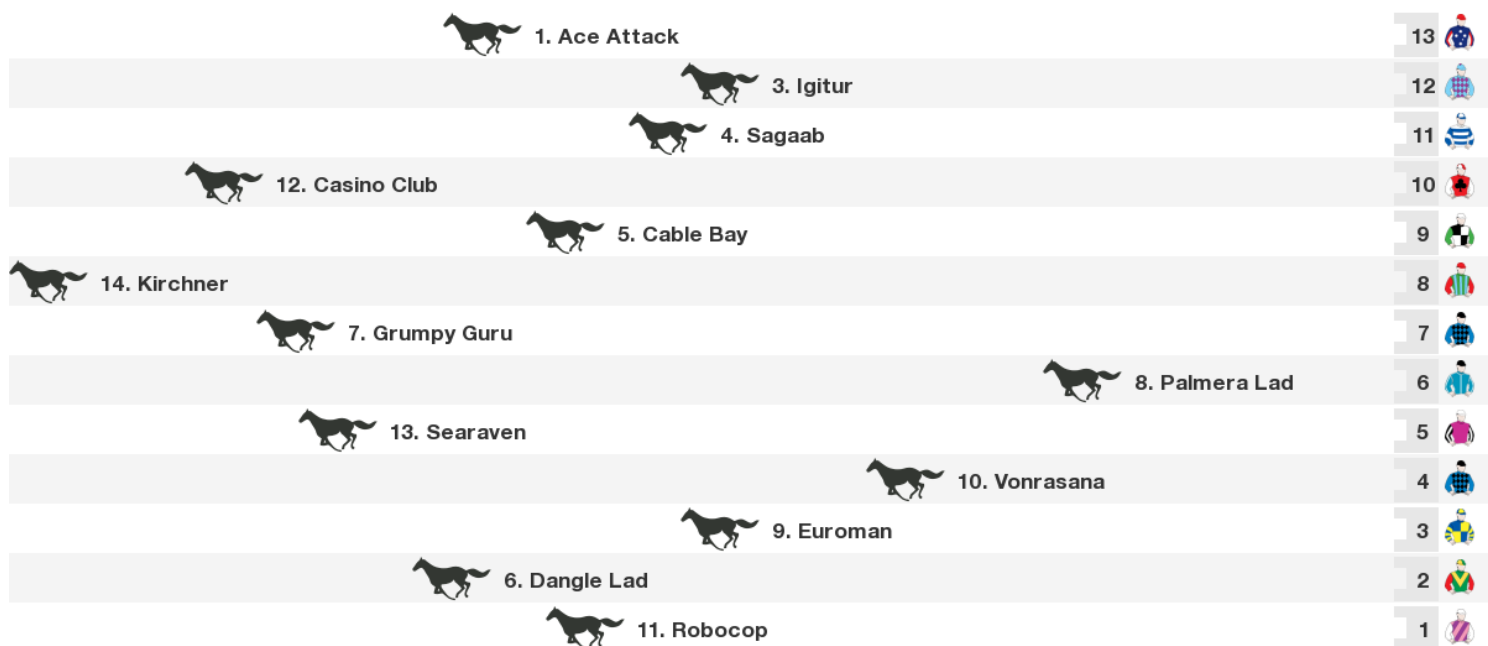 1. Ace Attack 13
3. Igitur 12
4. Sagaab 11
12. Casino Club 10
5. Cable Bay 9
14. Kirchner 8
7. Grumpy Guru 7
8. Palmera Lad 6
13. Searaven 5
10. Vonrasana 4
9. Euroman 3
6. Dangle Lad 2
11. Robocop 1